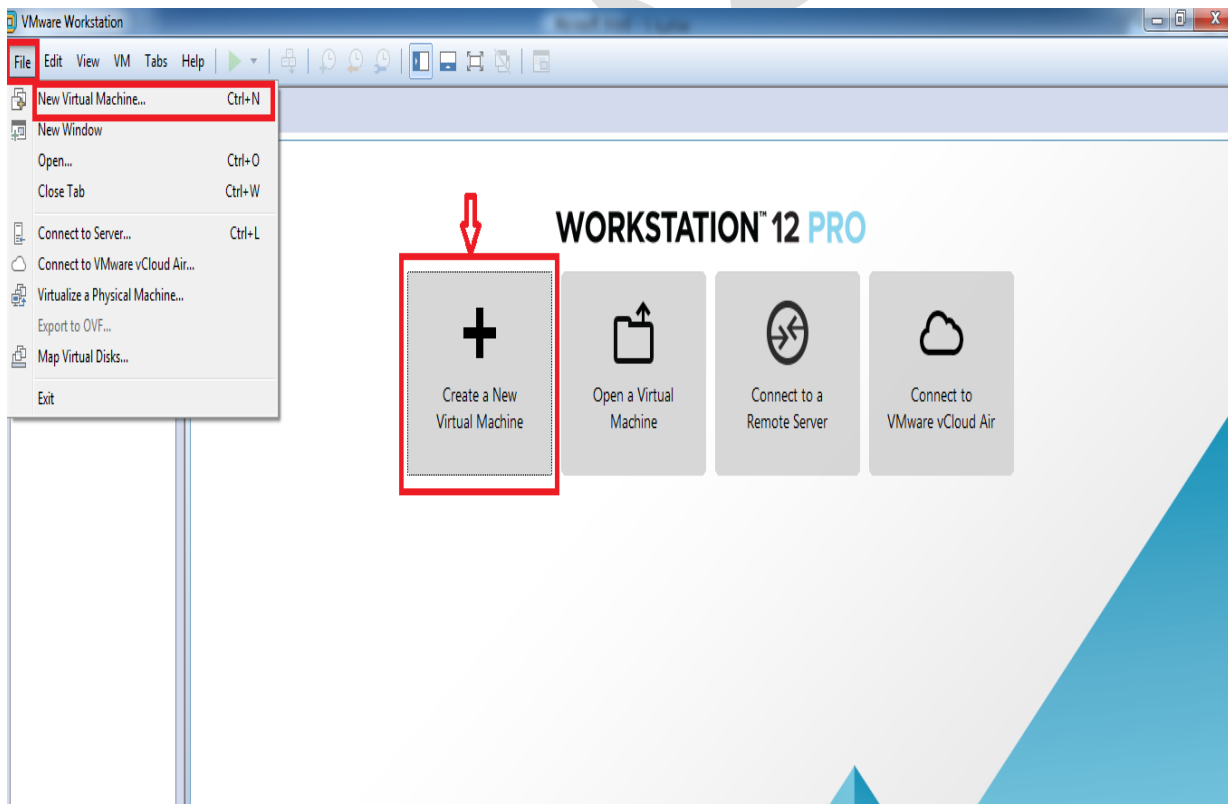 VMware Workstation
File Edit View VM Tabs Help
New Virtual Machine... Ctrl+N
New Window
Open... Ctrl+O
Close Tab Ctrl+W
Connect to Server... Ctrl+L
Connect to VMware vCloud Air...
Virtualize a Physical Machine...
Export to OVF...
Map Virtual Disks...
Exit
WORKSTATION™ 12 PRO
Create a New
Virtual Machine
Open a Virtual
Machine
Connect to a
Remote Server
Connect to
VMware vCloud Air